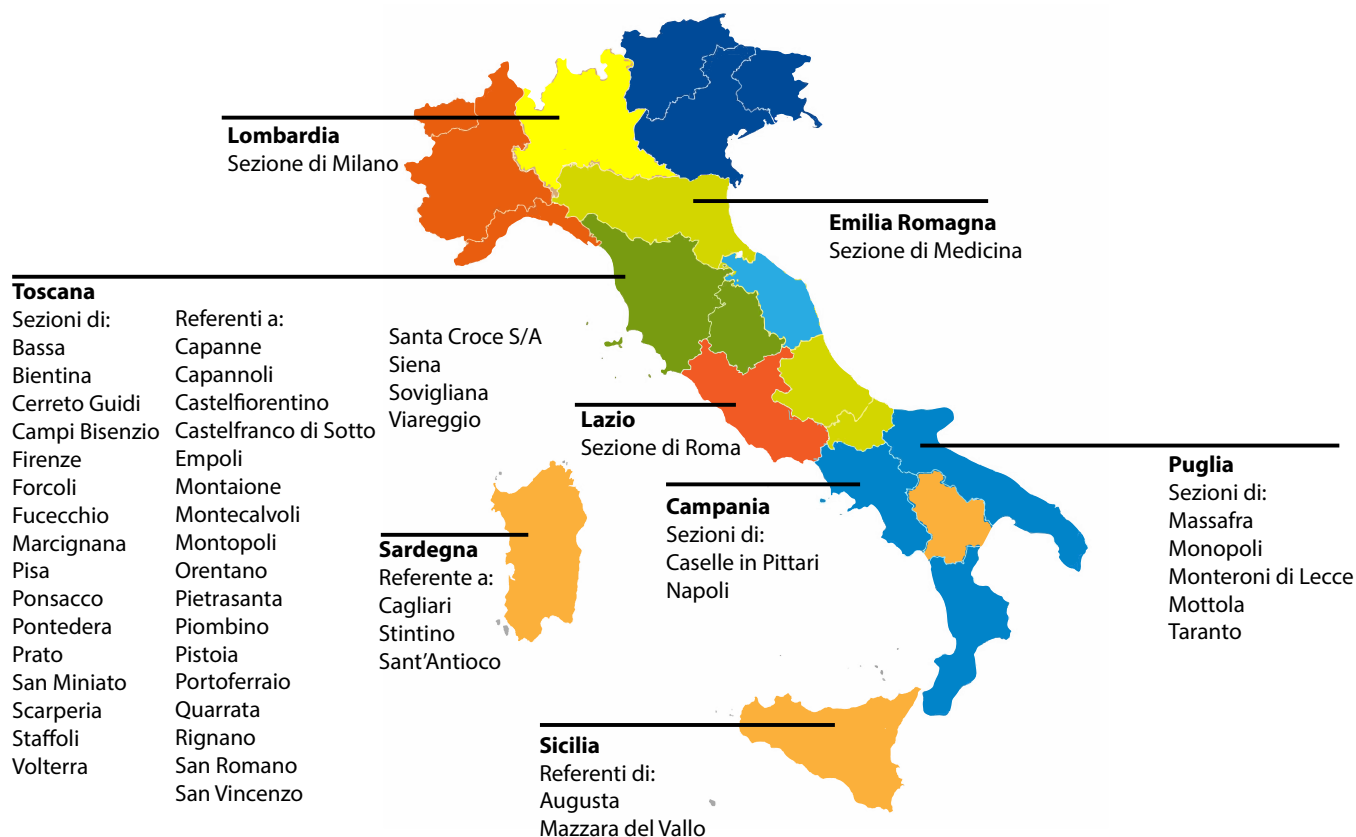 Lombardia
Sezione di Milano
Emilia Romagna
Sezione di Medicina
Toscana
Sezioni di:
Bassa
Bientina
Cerreto Guidi
Campi Bisenzio
Firenze
Forcoli
Fucecchio
Marcignana
Pisa
Ponsacco
Pontedera
Prato
San Miniato
Scarperia
Staffoli
Volterra
Referenti a:
Capanne
Capannoli
Castelfiorentino
Castelfranco di Sotto
Empoli
Montaione
Montecalvoli
Montopoli
Orentano
Pietrasanta
Piombino
Pistoia
Portoferraio
Quarrata
Rignano
San Romano
San Vincenzo
Santa Croce S/A
Siena
Sovigliana
Viareggio
Lazio
Sezione di Roma
Campania
Sezioni di:
Caselle in Pittari
Napoli
Puglia
Sezioni di:
Massafra
Monopoli
Monteroni di Lecce
Mottola
Taranto
Sardegna
Referente a:
Cagliari
Stintino
Sant'Antioco
Sicilia
Referenti di:
Augusta
Mazzara del Vallo